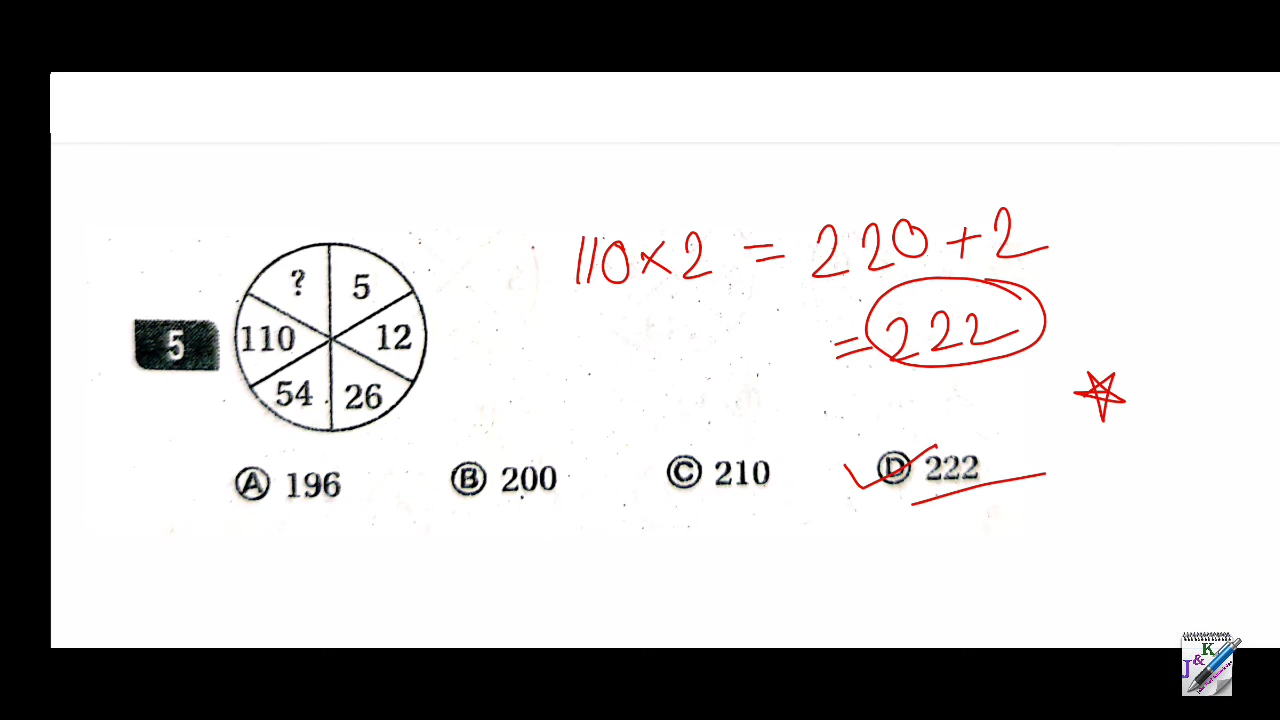 110 × 2 = 220 + 2
= 222
5
? 5
110 12
54 26
Ⓐ 196 Ⓑ 200 Ⓒ 210 Ⓓ 222
J & K